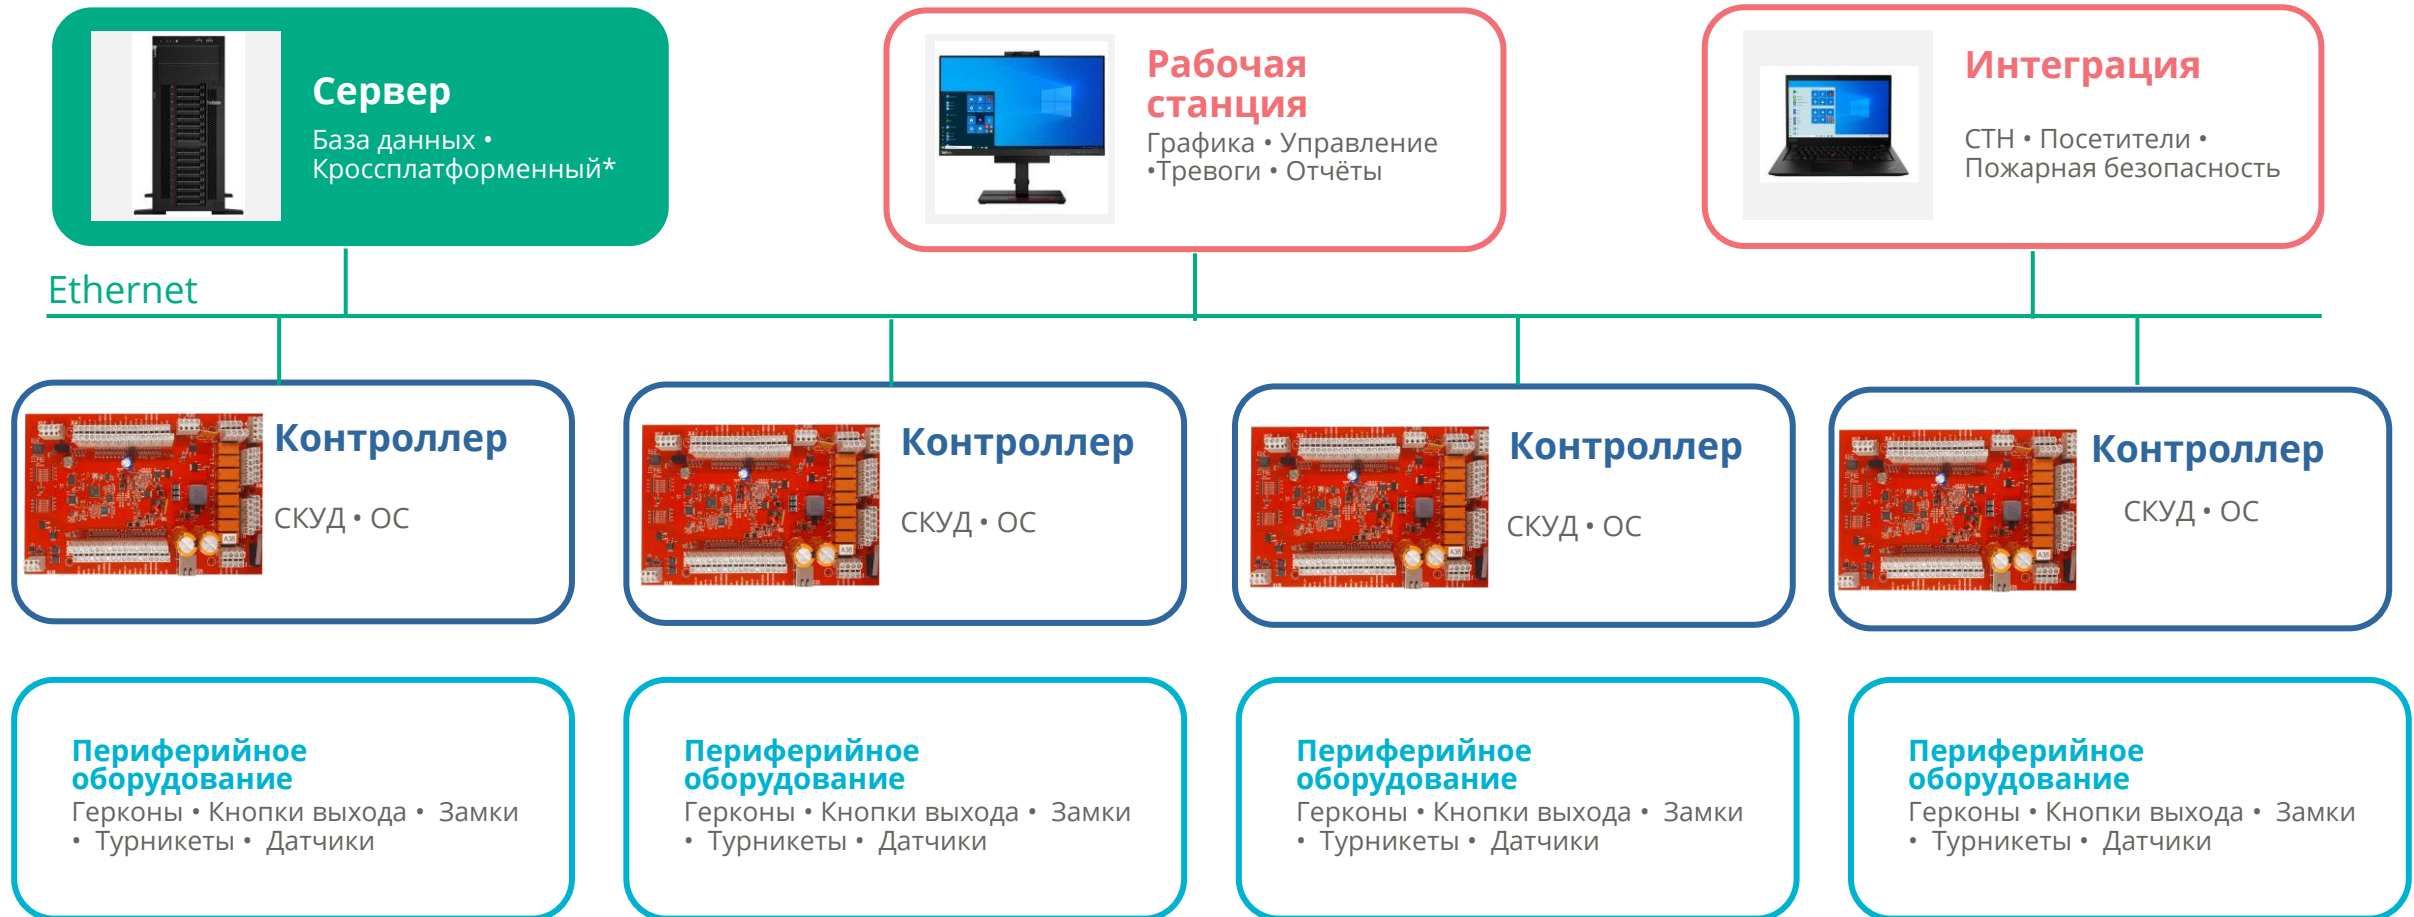 Сервер
База данных •
Кроссплатформенный*
Рабочая
станция
Графика • Управление
•Тревоги • Отчёты
Интеграция
СТН • Посетители •
Пожарная безопасность
Ethernet
Контроллер
СКУД • ОС
Контроллер
СКУД • ОС
Контроллер
СКУД • ОС
Контроллер
СКУД • ОС
Периферийное
оборудование
Герконы • Кнопки выхода • Замки
• Турникеты • Датчики
Периферийное
оборудование
Герконы • Кнопки выхода • Замки
• Турникеты • Датчики
Периферийное
оборудование
Герконы • Кнопки выхода • Замки
• Турникеты • Датчики
Периферийное
оборудование
Герконы • Кнопки выхода • Замки
• Турникеты • Датчики